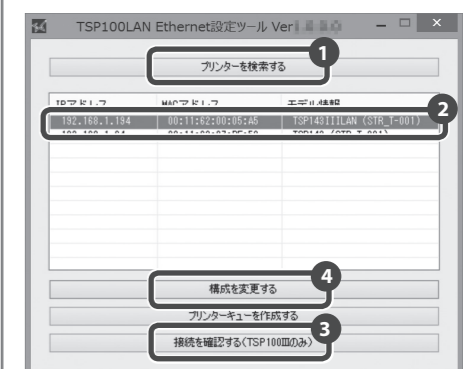 TSP100LAN Ethernet設定ツール Ver
1
プリンターを検索する
IPアドレス MACアドレス モデル情報
2
192.168.1.194 00:11:62:00:05:A5 TSP143IIILAN (STR_T-001)
4
構成を変更する
プリンターキューを作成する
3
接続を確認する(TSP100IIIのみ)